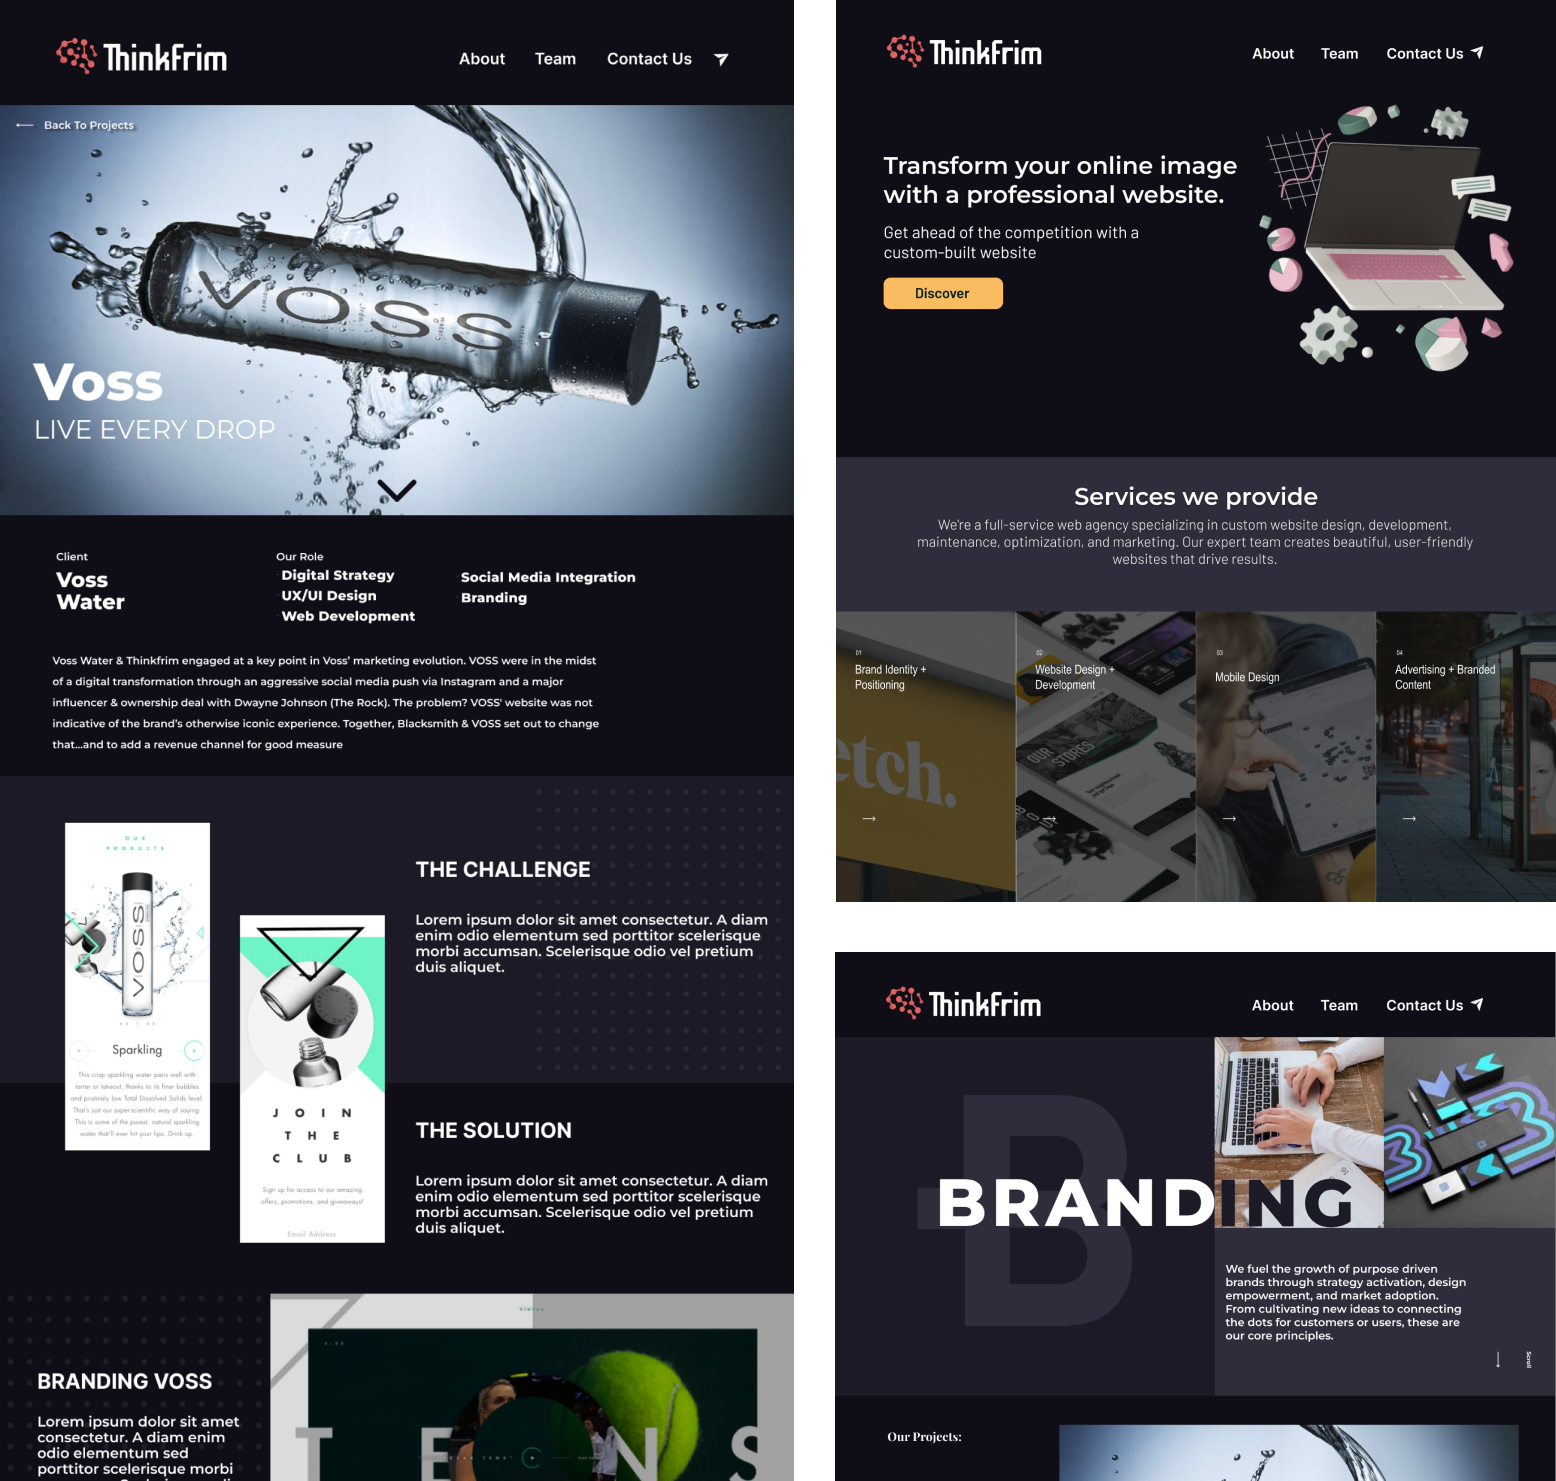 ThinkFrim
About
Team
Contact Us
Back To Projects
VOSS
Voss
LIVE EVERY DROP
Client
Voss
Water
Our Role
Digital Strategy
UX/UI Design
Web Development
Social Media Integration
Branding
Voss Water & Thinkfrim engaged at a key point in Voss' marketing evolution. VOSS were in the midst
of a digital transformation through an aggressive social media push via Instagram and a major
influencer & ownership deal with Dwayne Johnson (The Rock). The problem? VOSS' website was not
indicative of the brand's otherwise iconic experience. Together, Blacksmith & VOSS set out to change
that...and to add a revenue channel for good measure
OUR
PRODUCTS
VOSS
Sparkling
This crisp sparkling water pairs well with
tartar or takeout, thanks to its finer bubbles
and pristinely low Total Dissolved Solids level.
That's just our super-scientific way of saying:
This is some of the purest, natural sparkling
water that'll ever hit your lips. Drink up.
JOIN
THE
CLUB
Sign up for access to our amazing
offers, promotions, and giveaways!
Email Address
THE CHALLENGE
Lorem ipsum dolor sit amet consectetur. A diam
enim odio elementum sed porttitor scelerisque
morbi accumsan. Scelerisque odio vel pretium
duis aliquet.
THE SOLUTION
Lorem ipsum dolor sit amet consectetur. A diam
enim odio elementum sed porttitor scelerisque
morbi accumsan. Scelerisque odio vel pretium
duis aliquet.
BRANDING VOSS
Lorem ipsum dolor sit amet
consectetur. A diam enim
odio elementum sed
porttitor scelerisque morbi
T E N S
ThinkFrim
About
Team
Contact Us
Transform your online image
with a professional website.
Get ahead of the competition with a
custom-built website
Discover
Services we provide
We're a full-service web agency specializing in custom website design, development,
maintenance, optimization, and marketing. Our expert team creates beautiful, user-friendly
websites that drive results.
01
Brand Identity +
Positioning
etch.
02
Website Design +
Development
OUR
STORES
03
Mobile Design
04
Advertising + Branded
Content
ThinkFrim
About
Team
Contact Us
B
BRANDING
We fuel the growth of purpose driven
brands through strategy activation, design
empowerment, and market adoption.
From cultivating new ideas to connecting
the dots for customers or users, these are
our core principles.
Scroll
Our Projects: